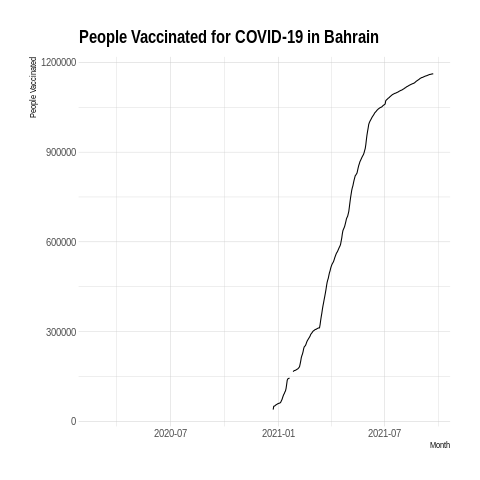 People Vaccinated for COVID-19 in Bahrain
People Vaccinated
1200000
900000
600000
300000
0
2020-07 2021-01 2021-07
Month